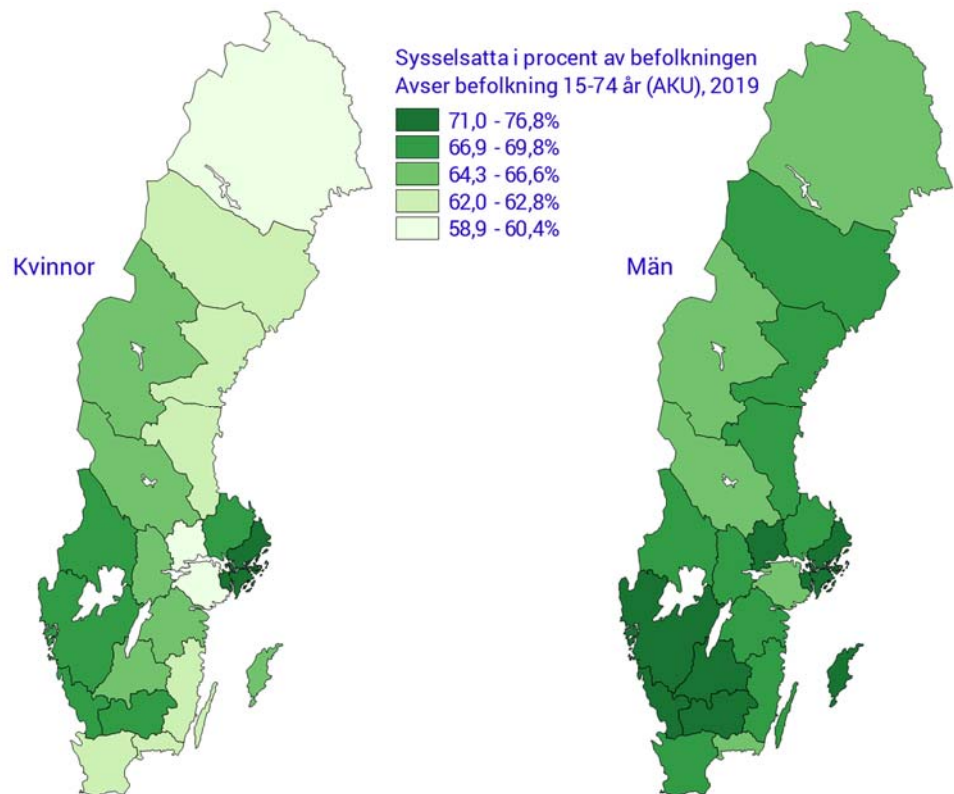 Sysselsatta i procent av befolkningen
Avser befolkning 15-74 år (AKU), 2019
71,0 - 76,8%
66,9 - 69,8%
64,3 - 66,6%
62,0 - 62,8%
58,9 - 60,4%
Kvinnor
Män